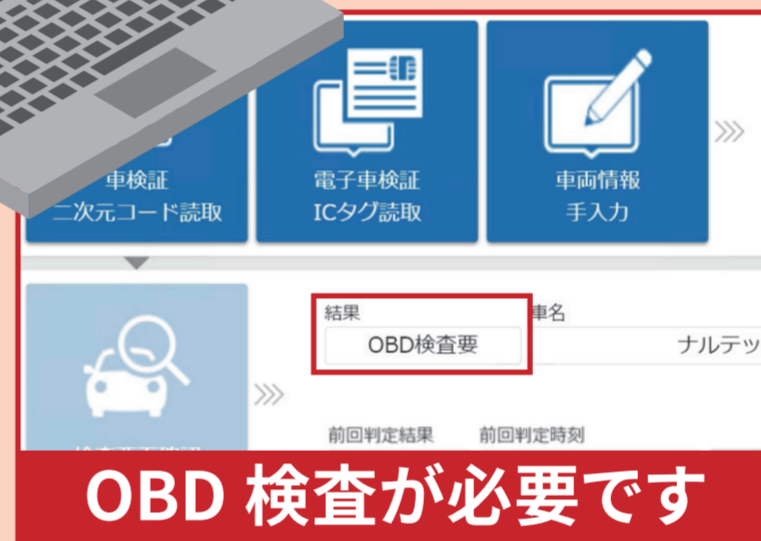 車検証
二次元コード読取
電子車検証
ICタグ読取
車両情報
手入力
結果
車名
OBD検査要
ナルテッ
前回判定結果
前回判定時刻
OBD 検査が必要です